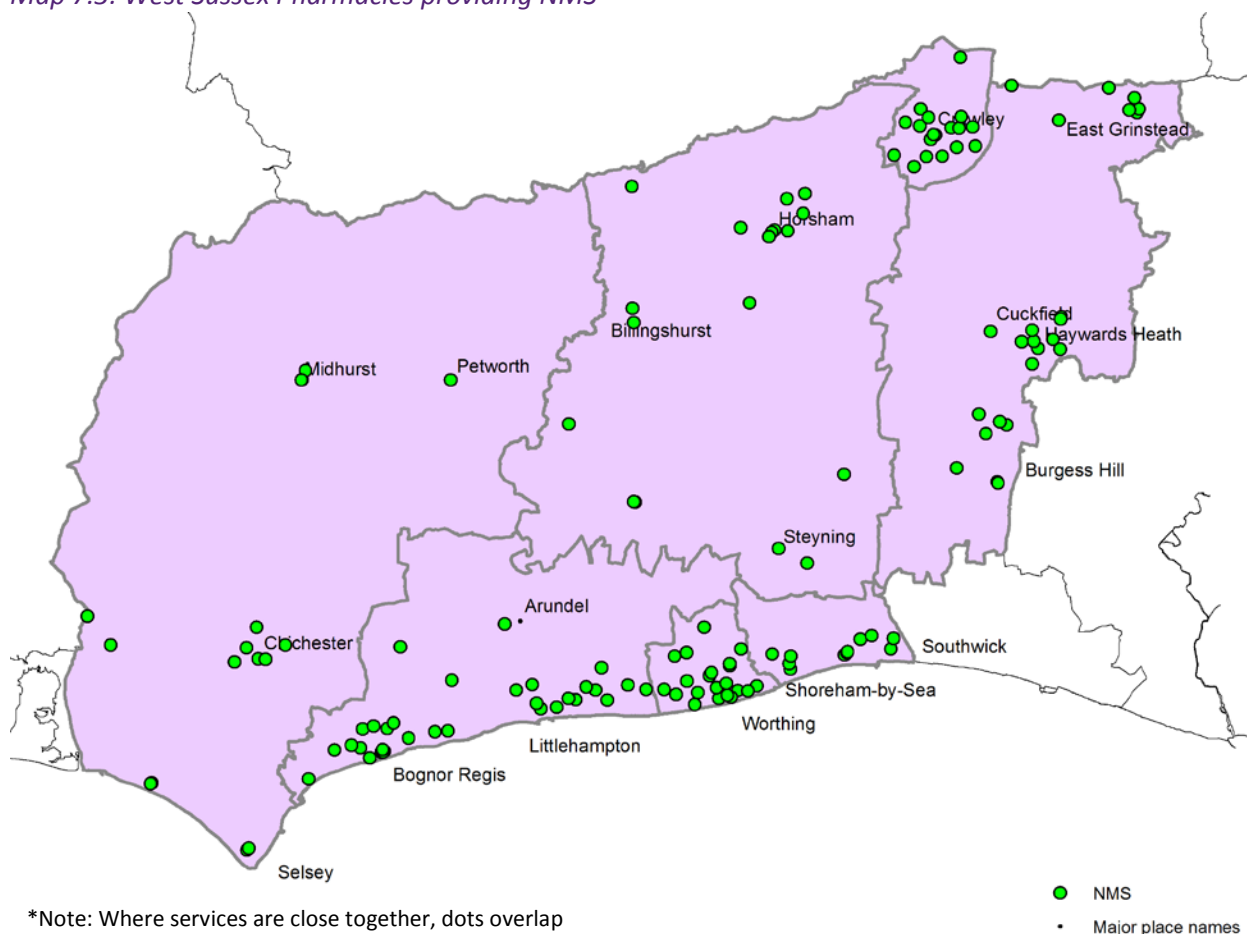 Map 7.3: West Sussex Pharmacies providing NMS
Crawley
East Grinstead
Horsham
Cuckfield
Haywards Heath
Billingshurst
Midhurst
Petworth
Burgess Hill
Steyning
Arundel
Chichester
Southwick
Shoreham-by-Sea
Worthing
Littlehampton
Bognor Regis
Selsey
NMS
*Note: Where services are close together, dots overlap
Major place names